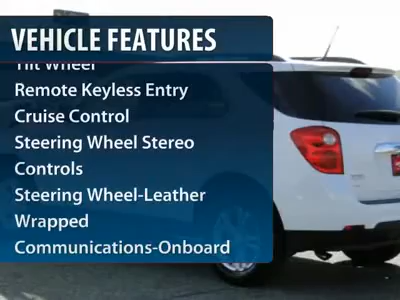 VEHICLE FEATURES
Tilt Wheel
Remote Keyless Entry
Cruise Control
Steering Wheel Stereo
Controls
Steering Wheel-Leather
Wrapped
Communications-Onboard